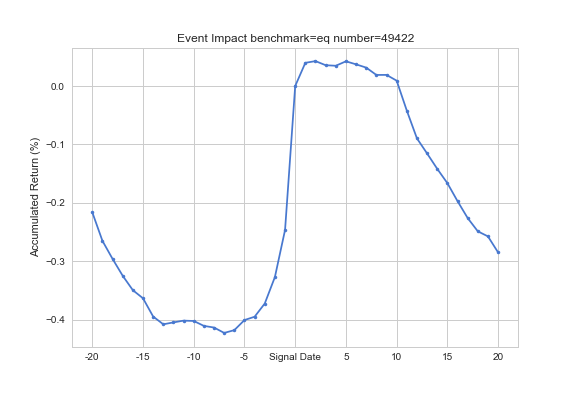 Event Impact benchmark=eq number=49422
Accumulated Return (%)
0.0
−0.1
−0.2
−0.3
−0.4
-20 -15 -10 -5 Signal Date 5 10 15 20